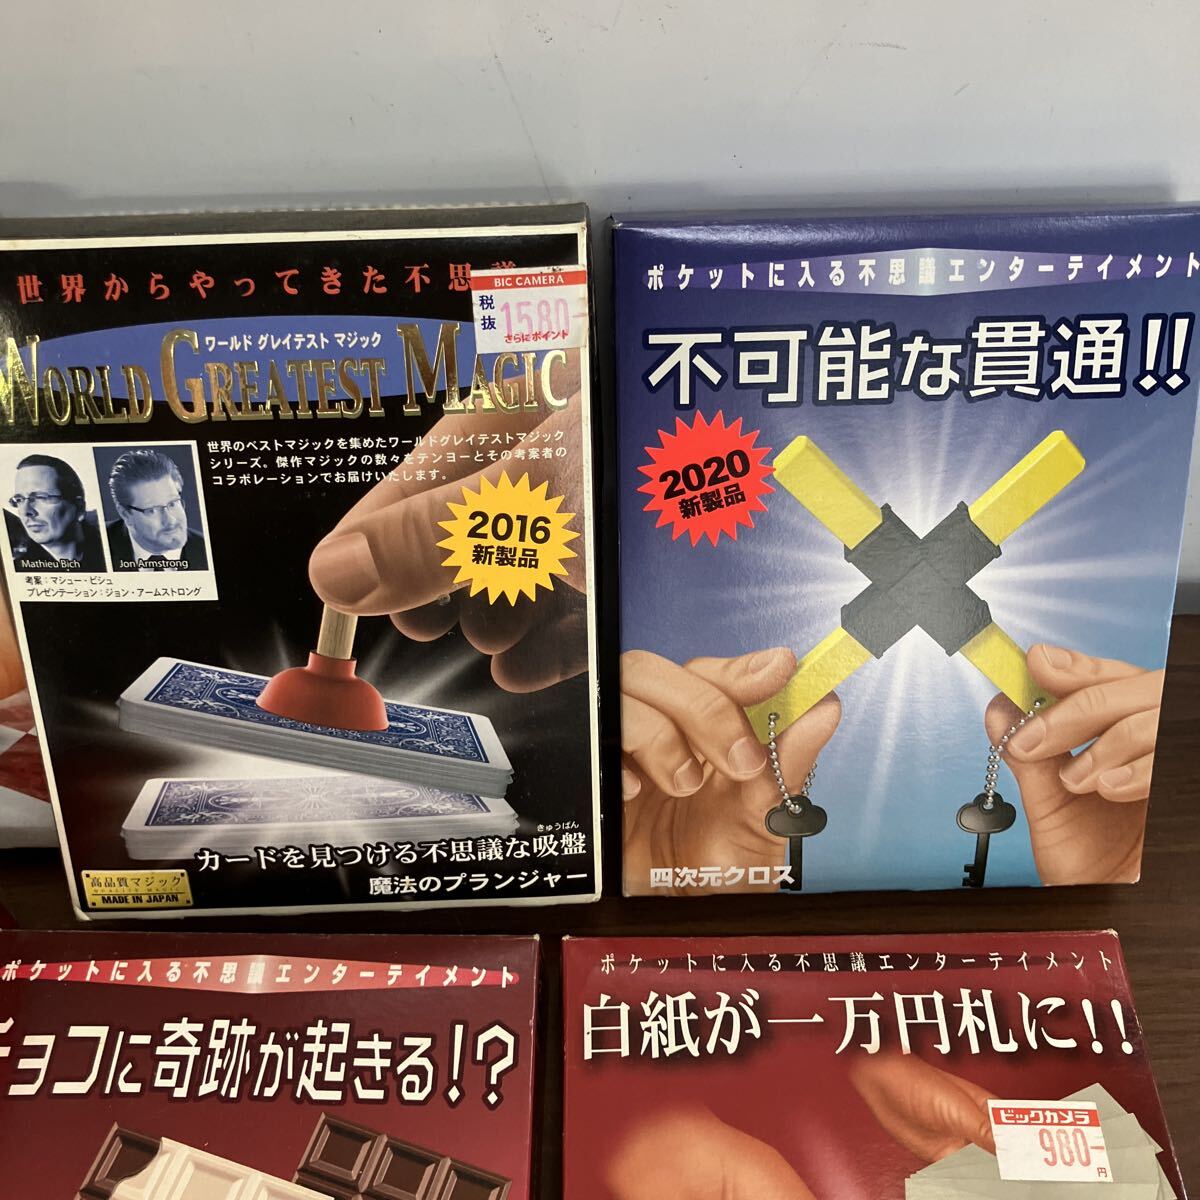 世界からやってきた不思議
BIC CAMERA
税抜
1580-
さらにポイント
ワールド グレイテスト マジック
WORLD GREATEST MAGIC
世界のベストマジックを集めたワールドグレイテストマジック
シリーズ。傑作マジックの数々をテンヨーとその考案者の
コラボレーションでお届けいたします。
Mathieu Bich
Jon Armstrong
考案：マシュー・ビシュ
プレゼンテーション：ジョン・アームストロング
2016
新製品
きゅうばん
カードを見つける不思議な吸盤
魔法のプランジャー
高品質マジック
QUALITY MAGIC
MADE IN JAPAN
ポケットに入る不思議エンターテイメント
不可能な貫通!!
2020
新製品
四次元クロス
ポケットに入る不思議エンターテイメント
チョコに奇跡が起きる!?
ポケットに入る不思議エンターテイメント
白紙が一万円札に!!
ビックカメラ
980-
円